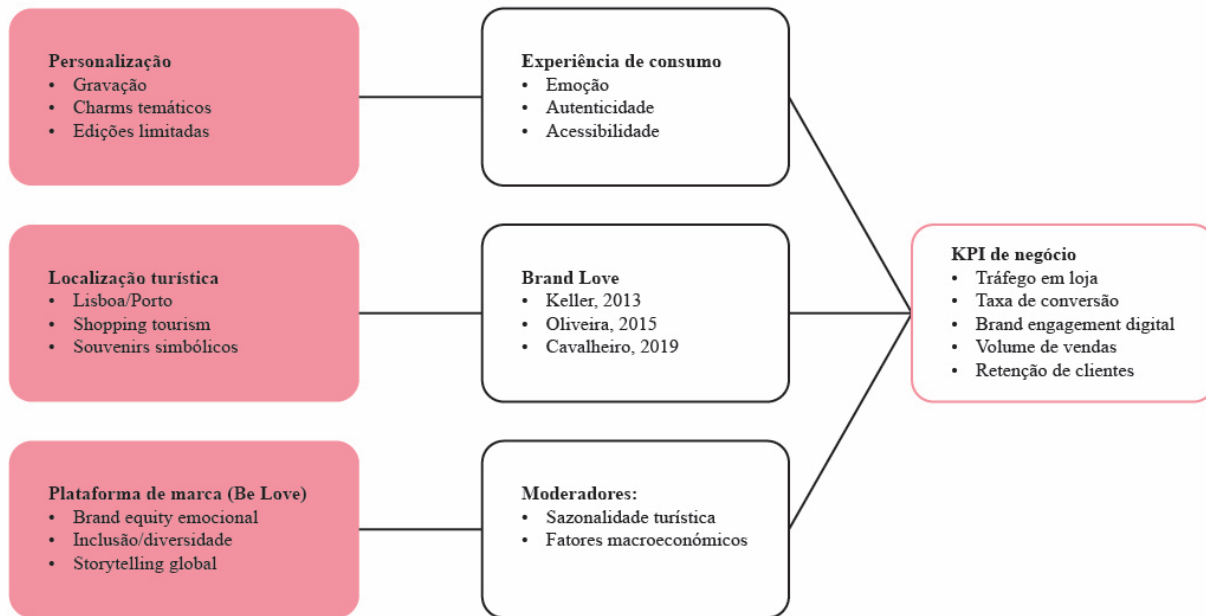 Personalização
• Gravação
• Charms temáticos
• Edições limitadas
Experiência de consumo
• Emoção
• Autenticidade
• Acessibilidade
Localização turística
• Lisboa/Porto
• Shopping tourism
• Souvenirs simbólicos
Brand Love
• Keller, 2013
• Oliveira, 2015
• Cavalheiro, 2019
KPI de negócio
• Tráfego em loja
• Taxa de conversão
• Brand engagement digital
• Volume de vendas
• Retenção de clientes
Plataforma de marca (Be Love)
• Brand equity emocional
• Inclusão/diversidade
• Storytelling global
Moderadores:
• Sazonalidade turística
• Fatores macroeconómicos